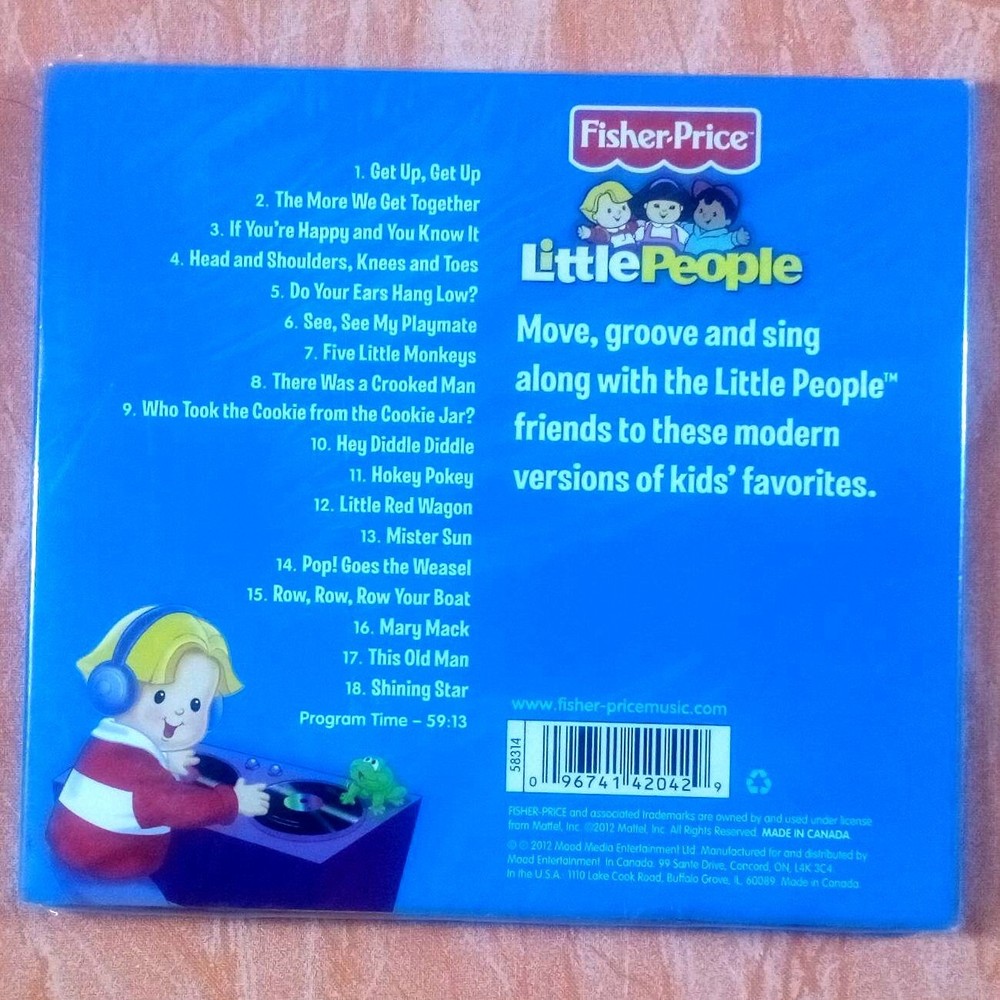 1. Get Up, Get Up
2. The More We Get Together
3. If You're Happy and You Know It
4. Head and Shoulders, Knees and Toes
5. Do Your Ears Hang Low?
6. See, See My Playmate
7. Five Little Monkeys
8. There Was a Crooked Man
9. Who Took the Cookie from the Cookie Jar?
10. Hey Diddle Diddle
11. Hokey Pokey
12. Little Red Wagon
13. Mister Sun
14. Pop! Goes the Weasel
15. Row, Row, Row Your Boat
16. Mary Mack
17. This Old Man
18. Shining Star
Program Time – 59:13
Fisher-Price™
LittlePeople
Move, groove and sing
along with the Little People™
friends to these modern
versions of kids' favorites.
www.fisher-pricemusic.com
58314
0 96741 42042 9
FISHER-PRICE and associated trademarks are owned by and used under license
from Mattel, Inc. ©2012 Mattel, Inc. All Rights Reserved. MADE IN CANADA.
℗ © 2012 Mood Media Entertainment Ltd. Manufactured for and distributed by
Mood Entertainment. In Canada: 99 Sante Drive, Concord, ON, L4K 3C4.
In the U.S.A.: 1110 Lake Cook Road, Buffalo Grove, IL, 60089. Made in Canada.